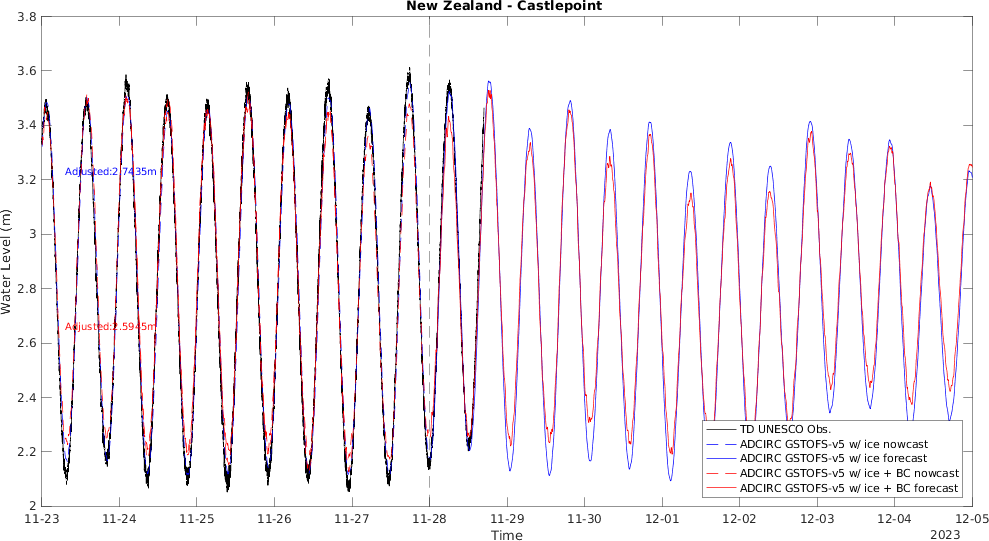 New Zealand - Castlepoint
3.8
3.6
3.4
3.2
3
2.8
2.6
2.4
2.2
2
Water Level (m)
Adjusted:2.7435m
Adjusted:2.5945m
TD UNESCO Obs.
ADCIRC GSTOFS-v5 w/ ice nowcast
ADCIRC GSTOFS-v5 w/ ice forecast
ADCIRC GSTOFS-v5 w/ ice + BC nowcast
ADCIRC GSTOFS-v5 w/ ice + BC forecast
11-23 11-24 11-25 11-26 11-27 11-28 11-29 11-30 12-01 12-02 12-03 12-04 12-05
Time
2023